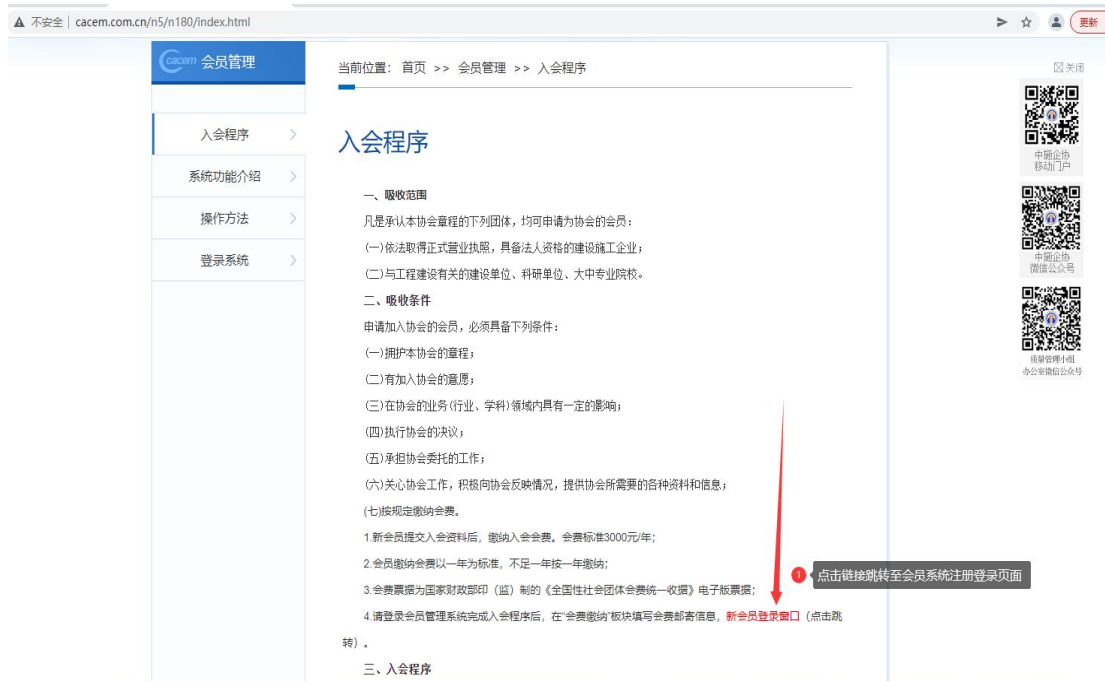 不安全 | cacem.com.cn/n5/n180/index.html
更新
cacem 会员管理
入会程序
系统功能介绍
操作方法
登录系统
当前位置： 首页 >> 会员管理 >> 入会程序
入会程序
一、吸收范围
凡是承认本协会章程的下列团体，均可申请为协会的会员：
(一)依法取得正式营业执照，具备法人资格的建设施工企业；
(二)与工程建设有关的建设单位、科研单位、大中专业院校。
二、吸收条件
申请加入协会的会员，必须具备下列条件：
(一)拥护本协会的章程；
(二)有加入协会的意愿；
(三)在协会的业务(行业、学科)领域内具有一定的影响；
(四)执行协会的决议；
(五)承担协会委托的工作；
(六)关心协会工作，积极向协会反映情况，提供协会所需要的各种资料和信息；
(七)按规定缴纳会费。
1.新会员提交入会资料后，缴纳入会会费。会费标准3000元/年；
2.会员缴纳会费以一年为标准，不足一年按一年缴纳；
3.会费票据为国家财政部印（监）制的《全国性社会团体会费统一收据》电子版票据；
4.请登录会员管理系统完成入会程序后，在“会费缴纳”板块填写会费邮寄信息，新会员登录窗口（点击跳
转）。
三、入会程序
1 点击链接跳转至会员系统注册登录页面
关闭
中施企协
移动门户
中施企协
微信公众号
质量管理小组
办公室微信公众号